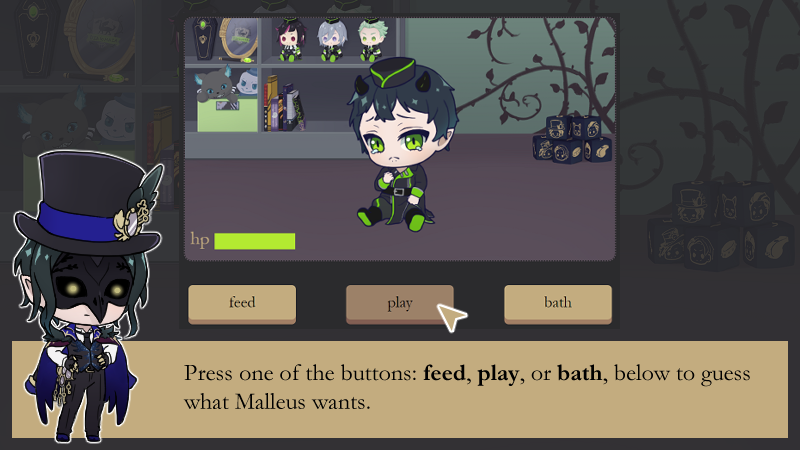 hp
feed
play
bath
Press one of the buttons: feed, play, or bath, below to guess
what Malleus wants.